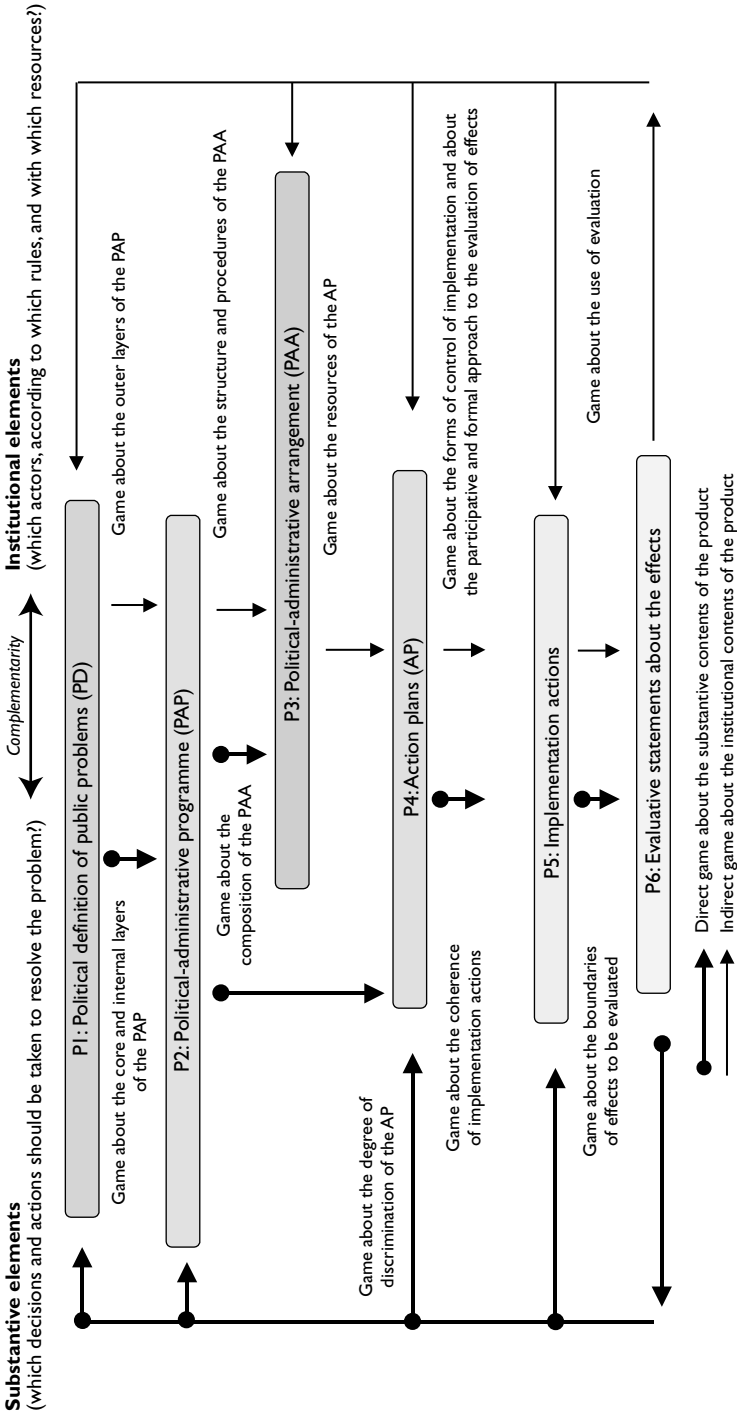 Substantive elements
(which decisions and actions should be taken to resolve the problem?)
Complementarity
Institutional elements
(which actors, according to which rules, and with which resources?)
P1: Political definition of public problems (PD)
Game about the core and internal layers
of the PAP
Game about the outer layers of the PAP
P2: Political-administrative programme (PAP)
Game about the
composition of the PAA
Game about the structure and procedures of the PAA
P3: Political-administrative arrangement (PAA)
Game about the degree of
discrimination of the AP
Game about the resources of the AP
P4: Action plans (AP)
Game about the coherence
of implementation actions
Game about the forms of control of implementation and about
the participative and formal approach to the evaluation of effects
P5: Implementation actions
Game about the boundaries
of effects to be evaluated
Game about the use of evaluation
P6: Evaluative statements about the effects
Direct game about the substantive contents of the product
Indirect game about the institutional contents of the product